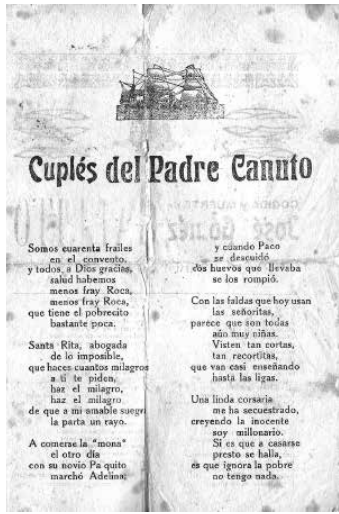 Cuplés del Padre Canuto
Somos cuarenta frailes
en el convento.
y todos, a Dios gracias,
salud habemos
menos fray Roca,
menos fray Roca,
que tiene el pobrecito
bastante poca.
Santa Rita, abogada
de lo imposible,
que haces cuantos milagros
a ti te piden,
haz el milagro,
haz el milagro
de que a mi amable suegra
la parta un rayo.
A comerse la "mona"
el otro día
con su novio Paquito
marchó Adelina;
y cuando Paco
se descuidó
dos huevos que llevaba
se los rompió.
Con las faldas que hoy usan
las señoritas,
parece que son todas
aún muy niñas.
Visten tan cortas,
tan recortitas,
que van casi enseñando
hasta las ligas.
Una linda corsaria
me ha secuestrado,
creyendo la inocente
soy millonario.
Si es que a casarse
presto se halla,
es que ignora la pobre
no tengo nada.